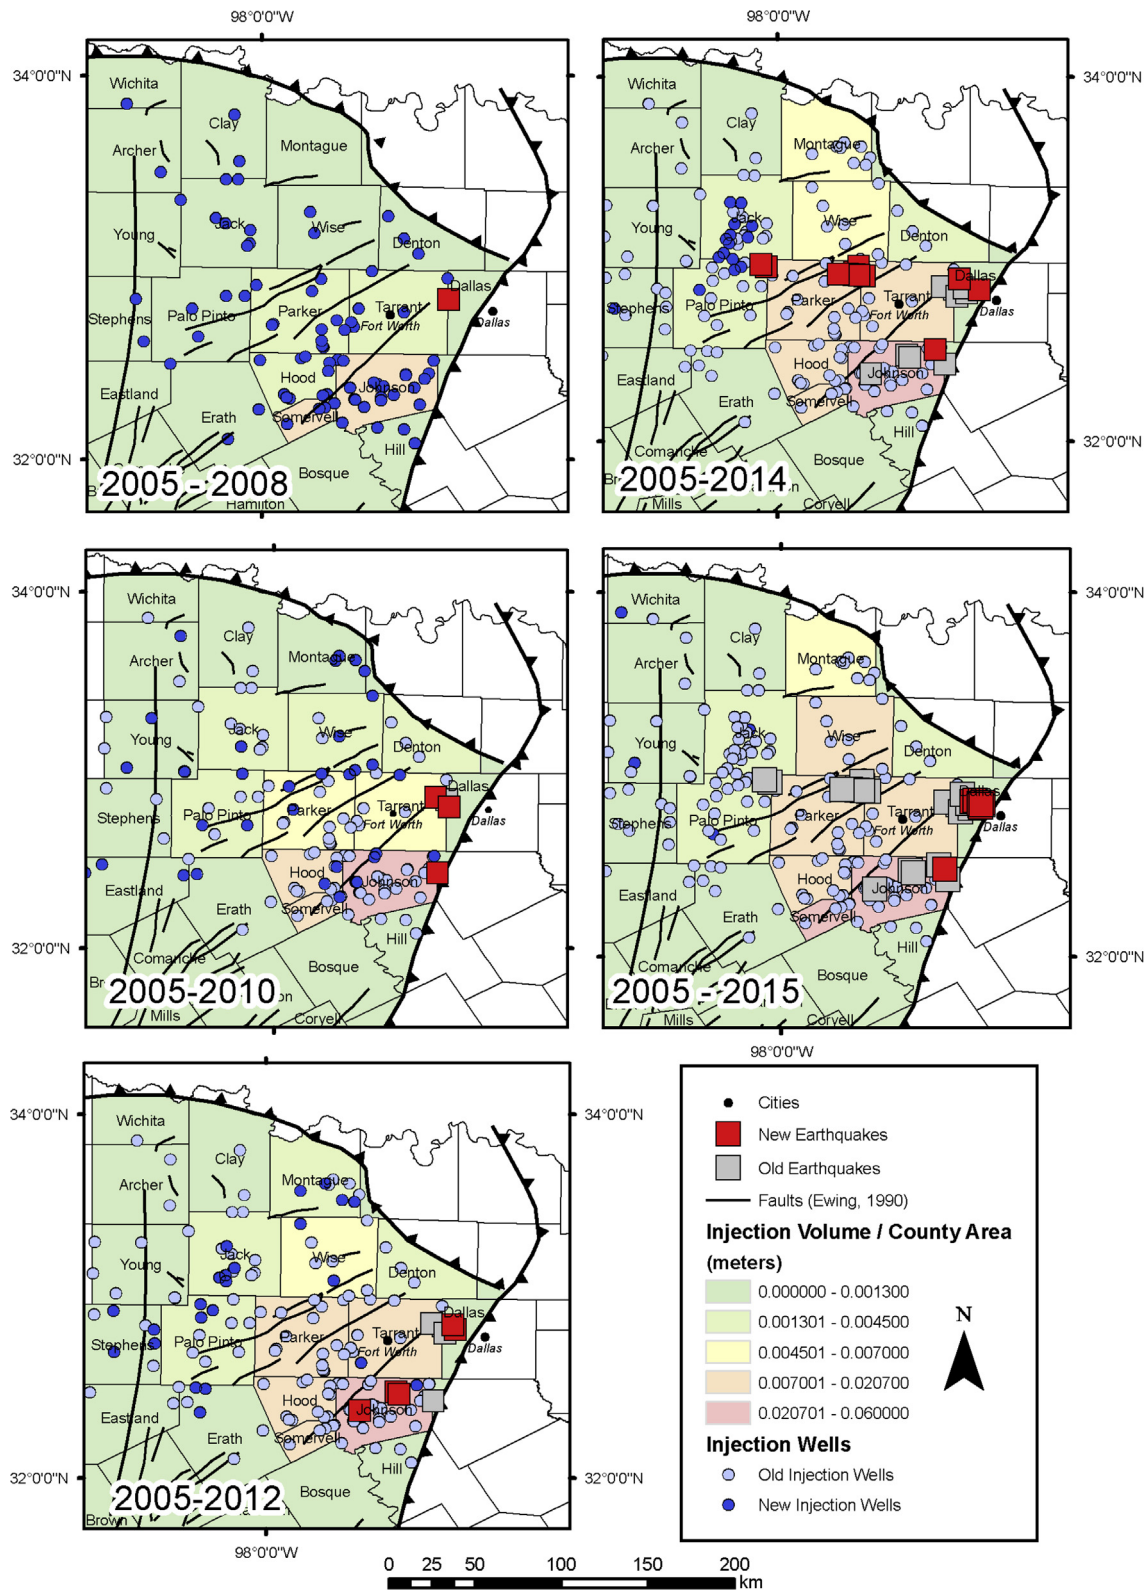 98°0'0"W
98°0'0"W
34°0'0"N
34°0'0"N
Wichita
Clay
Archer
Montague
Young
Jack
Wise
Denton
Dallas
Stephens
Palo Pinto
Parker
Tarrant
Fort Worth
Dallas
Hood
Johnson
Eastland
Erath
Somervell
Hill
32°0'0"N
Bosque
2005 - 2008
Hamilton
Wichita
Clay
Archer
Montague
Jack
Young
Wise
Denton
Dallas
Stephens
Palo Pinto
Parker
Tarrant
Fort Worth
Dallas
Johnson
Hood
Eastland
Erath
Somervell
Hill
32°0'0"N
Comanche
Bosque
2005-2014
Mills
Coryell
34°0'0"N
34°0'0"N
Wichita
Clay
Archer
Montague
Jack
Young
Wise
Denton
Dallas
Stephens
Palo Pinto
Parker
Tarrant
Fort Worth
Dallas
Hood
Johnson
Eastland
Erath
Somervell
Hill
32°0'0"N
Comanche
Bosque
2005-2010
Mills
Coryell
Wichita
Clay
Archer
Montague
Jack
Young
Wise
Denton
Dallas
Stephens
Palo Pinto
Parker
Tarrant
Fort Worth
Dallas
Hood
Johnson
Eastland
Erath
Somervell
Hill
32°0'0"N
Comanche
Bosque
2005 - 2015
Mills
Coryell
98°0'0"W
34°0'0"N
34°0'0"N
Wichita
Clay
Archer
Montague
Jack
Young
Wise
Denton
Dallas
Stephens
Palo Pinto
Parker
Tarrant
Fort Worth
Dallas
Hood
Johnson
Eastland
Erath
Somervell
Hill
32°0'0"N
32°0'0"N
Bosque
2005-2012
Brown
98°0'0"W
Cities
New Earthquakes
Old Earthquakes
Faults (Ewing, 1990)
Injection Volume / County Area
(meters)
0.000000 - 0.001300
0.001301 - 0.004500
0.004501 - 0.007000
0.007001 - 0.020700
0.020701 - 0.060000
N
Injection Wells
Old Injection Wells
New Injection Wells
0 25 50 100 150 200
km